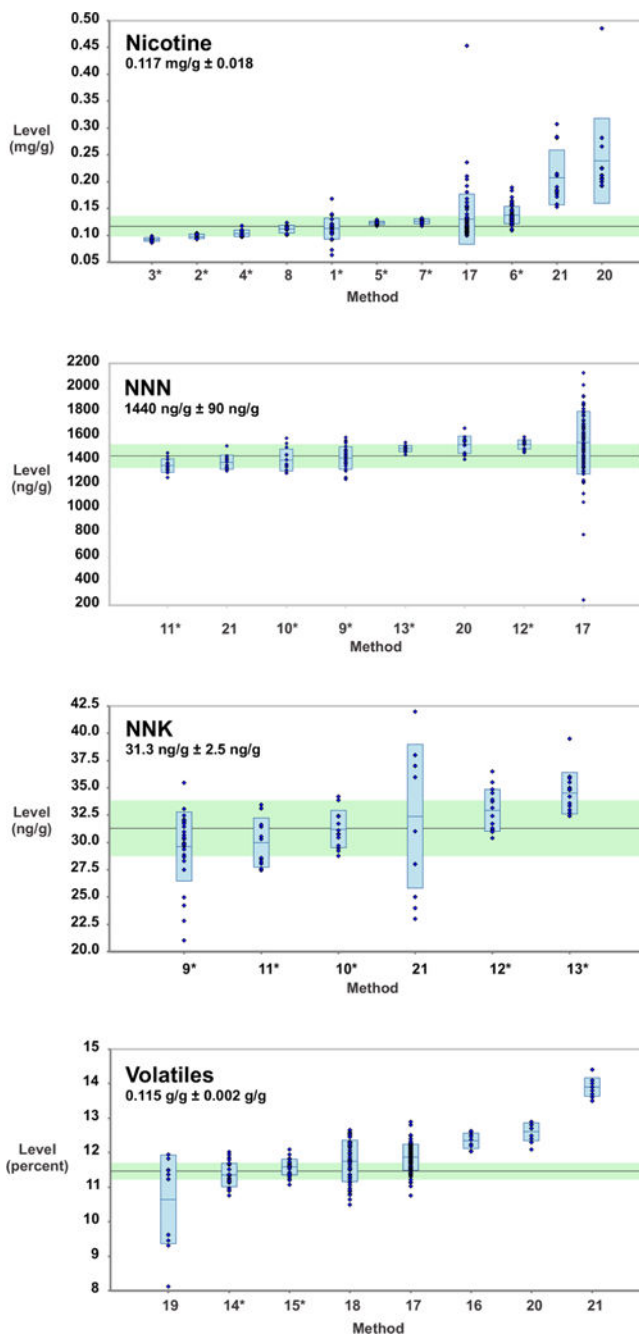 0.50
Nicotine
0.117 mg/g ± 0.018
0.45
0.40
0.35
Level
(mg/g)
0.30
0.25
0.20
0.15
0.10
0.05
3* 2* 4* 8 1* 5* 7* 17 6* 21 20
Method
2200
NNN
1440 ng/g ± 90 ng/g
2000
1800
1600
Level
(ng/g)
1400
1200
1000
800
600
400
200
11* 21 10* 9* 13* 20 12* 17
Method
42.5
NNK
31.3 ng/g ± 2.5 ng/g
40.0
37.5
35.0
Level
(ng/g)
32.5
30.0
27.5
25.0
22.5
20.0
9* 11* 10* 21 12* 13*
Method
15
Volatiles
0.115 g/g ± 0.002 g/g
14
13
Level
(percent)
12
11
10
9
8
19 14* 15* 18 17 16 20 21
Method